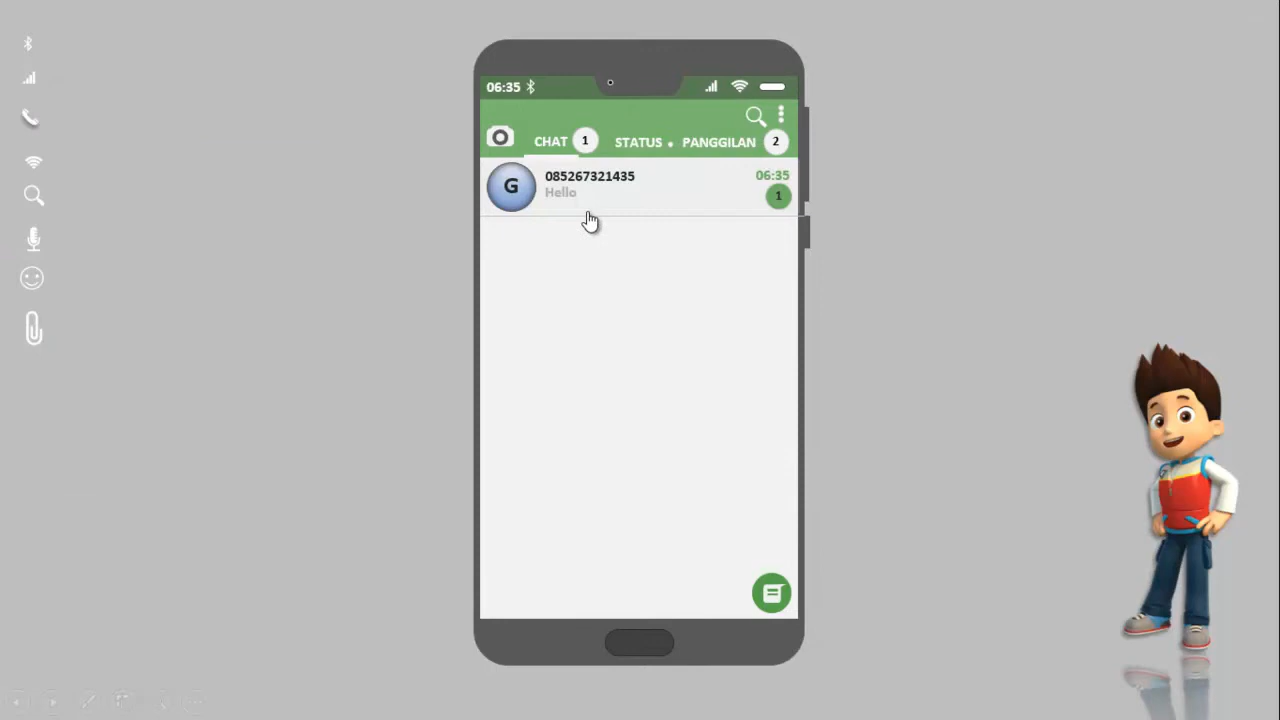 06:35
CHAT 1 STATUS PANGGILAN 2
G
085267321435
06:35
Hello
1